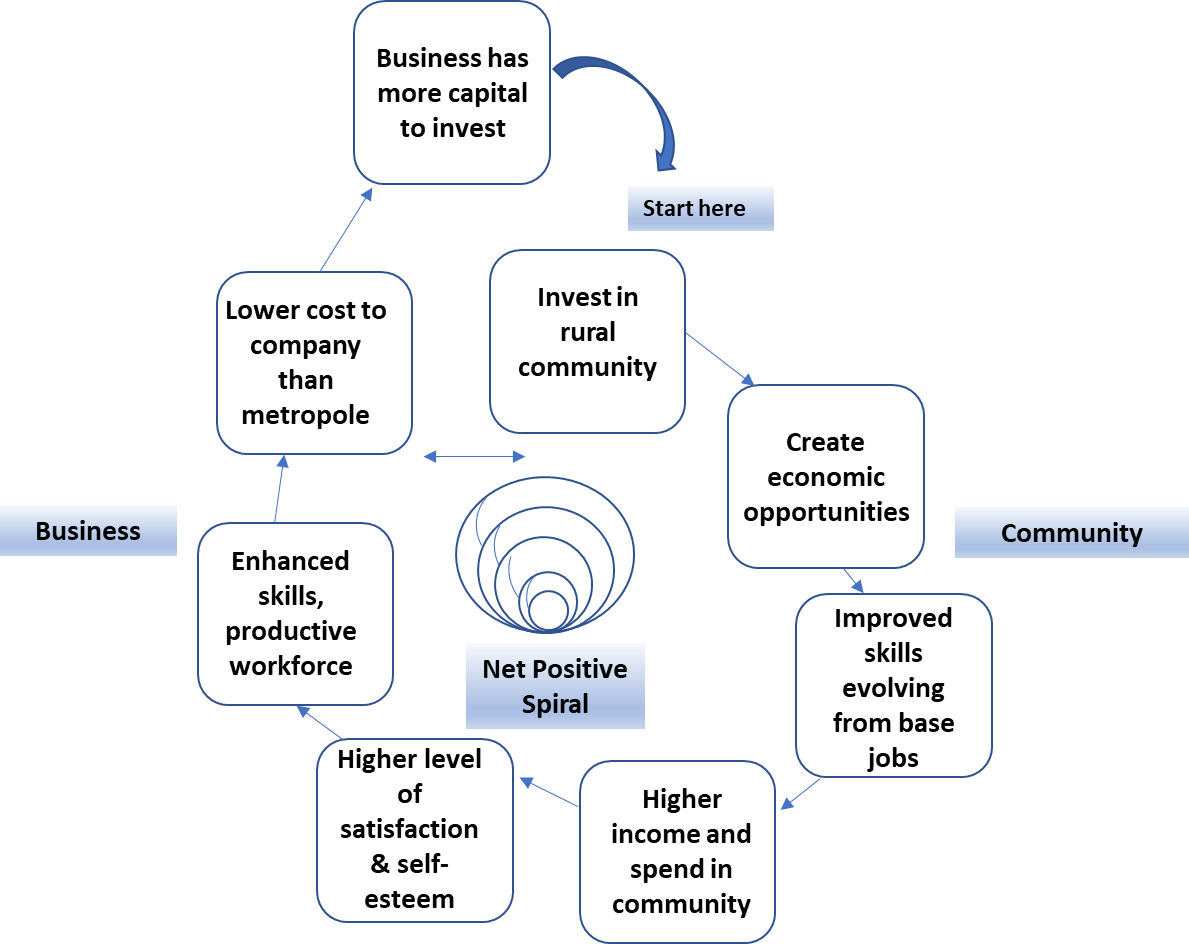 Business has
more capital
to invest
Start here
Invest in
rural
community
Create
economic
opportunities
Community
Improved
skills
evolving
from base
jobs
Higher
income and
spend in
community
Higher level
of
satisfaction
& self-
esteem
Enhanced
skills,
productive
workforce
Business
Lower cost to
company
than
metropole
Net Positive
Spiral